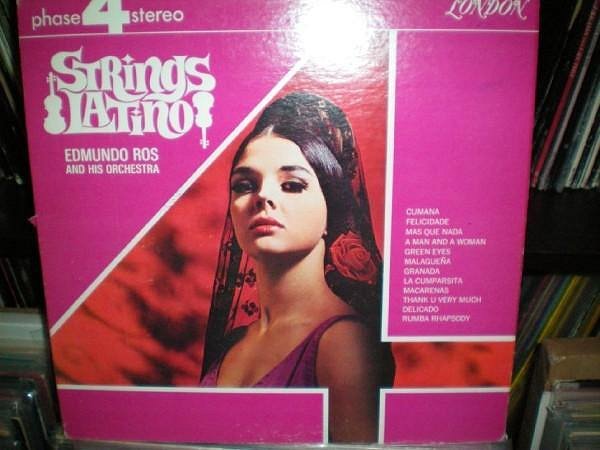 phase 4 stereo
LONDON
StRiNgS
LATiNO!
EDMUNDO ROS
AND HIS ORCHESTRA
CUMANA
FELICIDADE
MAS QUE NADA
A MAN AND A WOMAN
GREEN EYES
MALAGUEÑA
GRANADA
LA CUMPARSITA
MACARENAS
THANK U VERY MUCH
DELICADO
RUMBA RHAPSODY